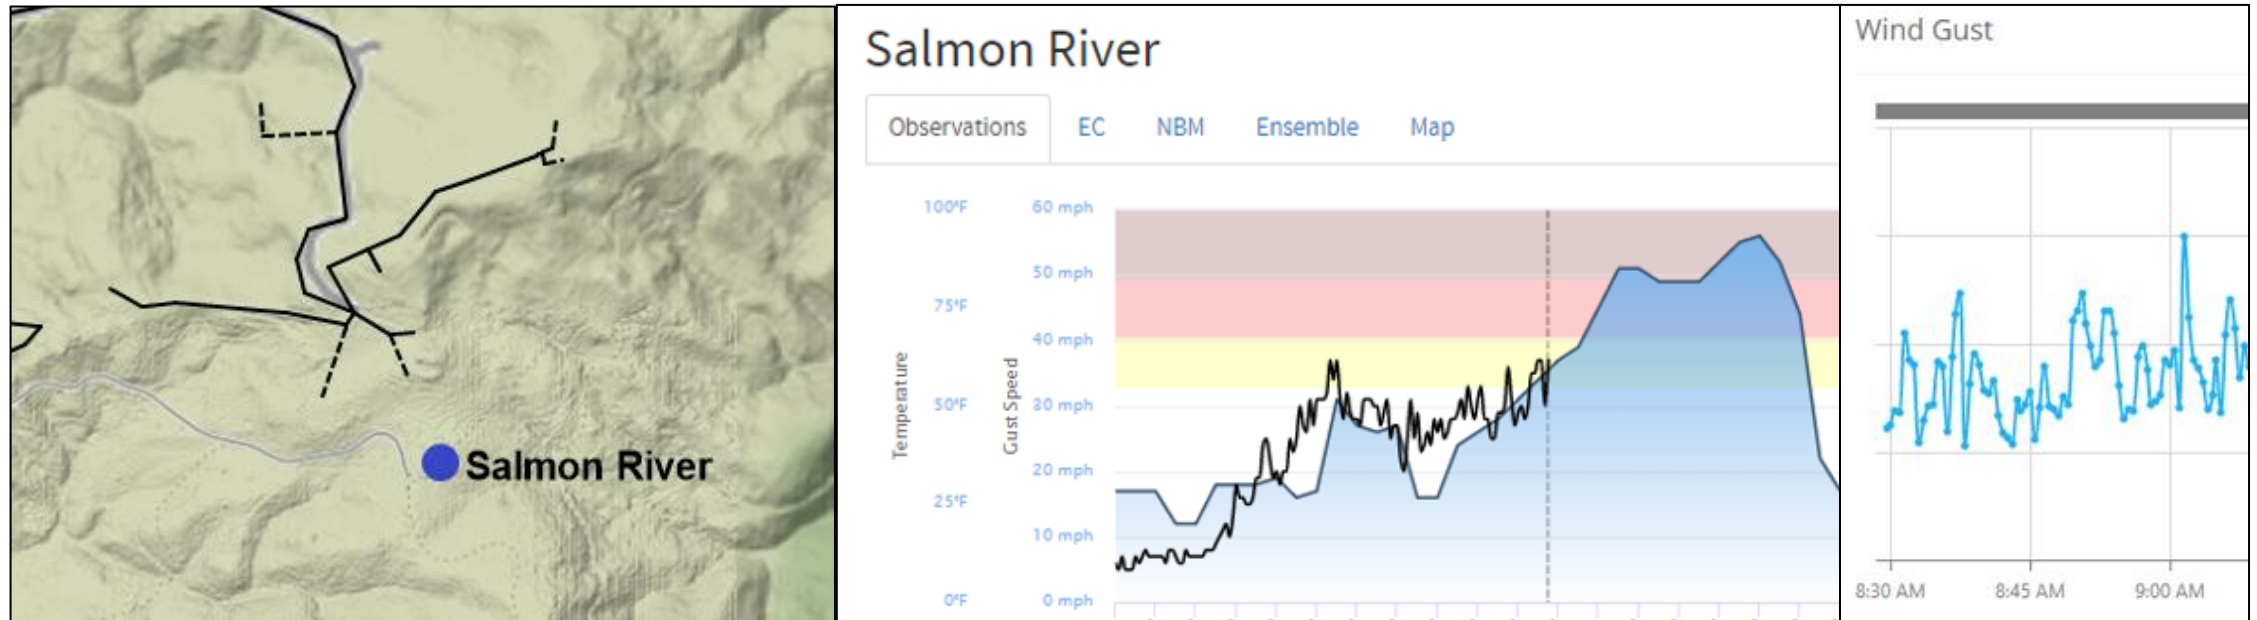 Salmon River
Salmon River
Observations EC NBM Ensemble Map
Temperature
100°F
75°F
50°F
25°F
0°F
Gust Speed
60 mph
50 mph
40 mph
30 mph
20 mph
10 mph
0 mph
Wind Gust
8:30 AM 8:45 AM 9:00 AM